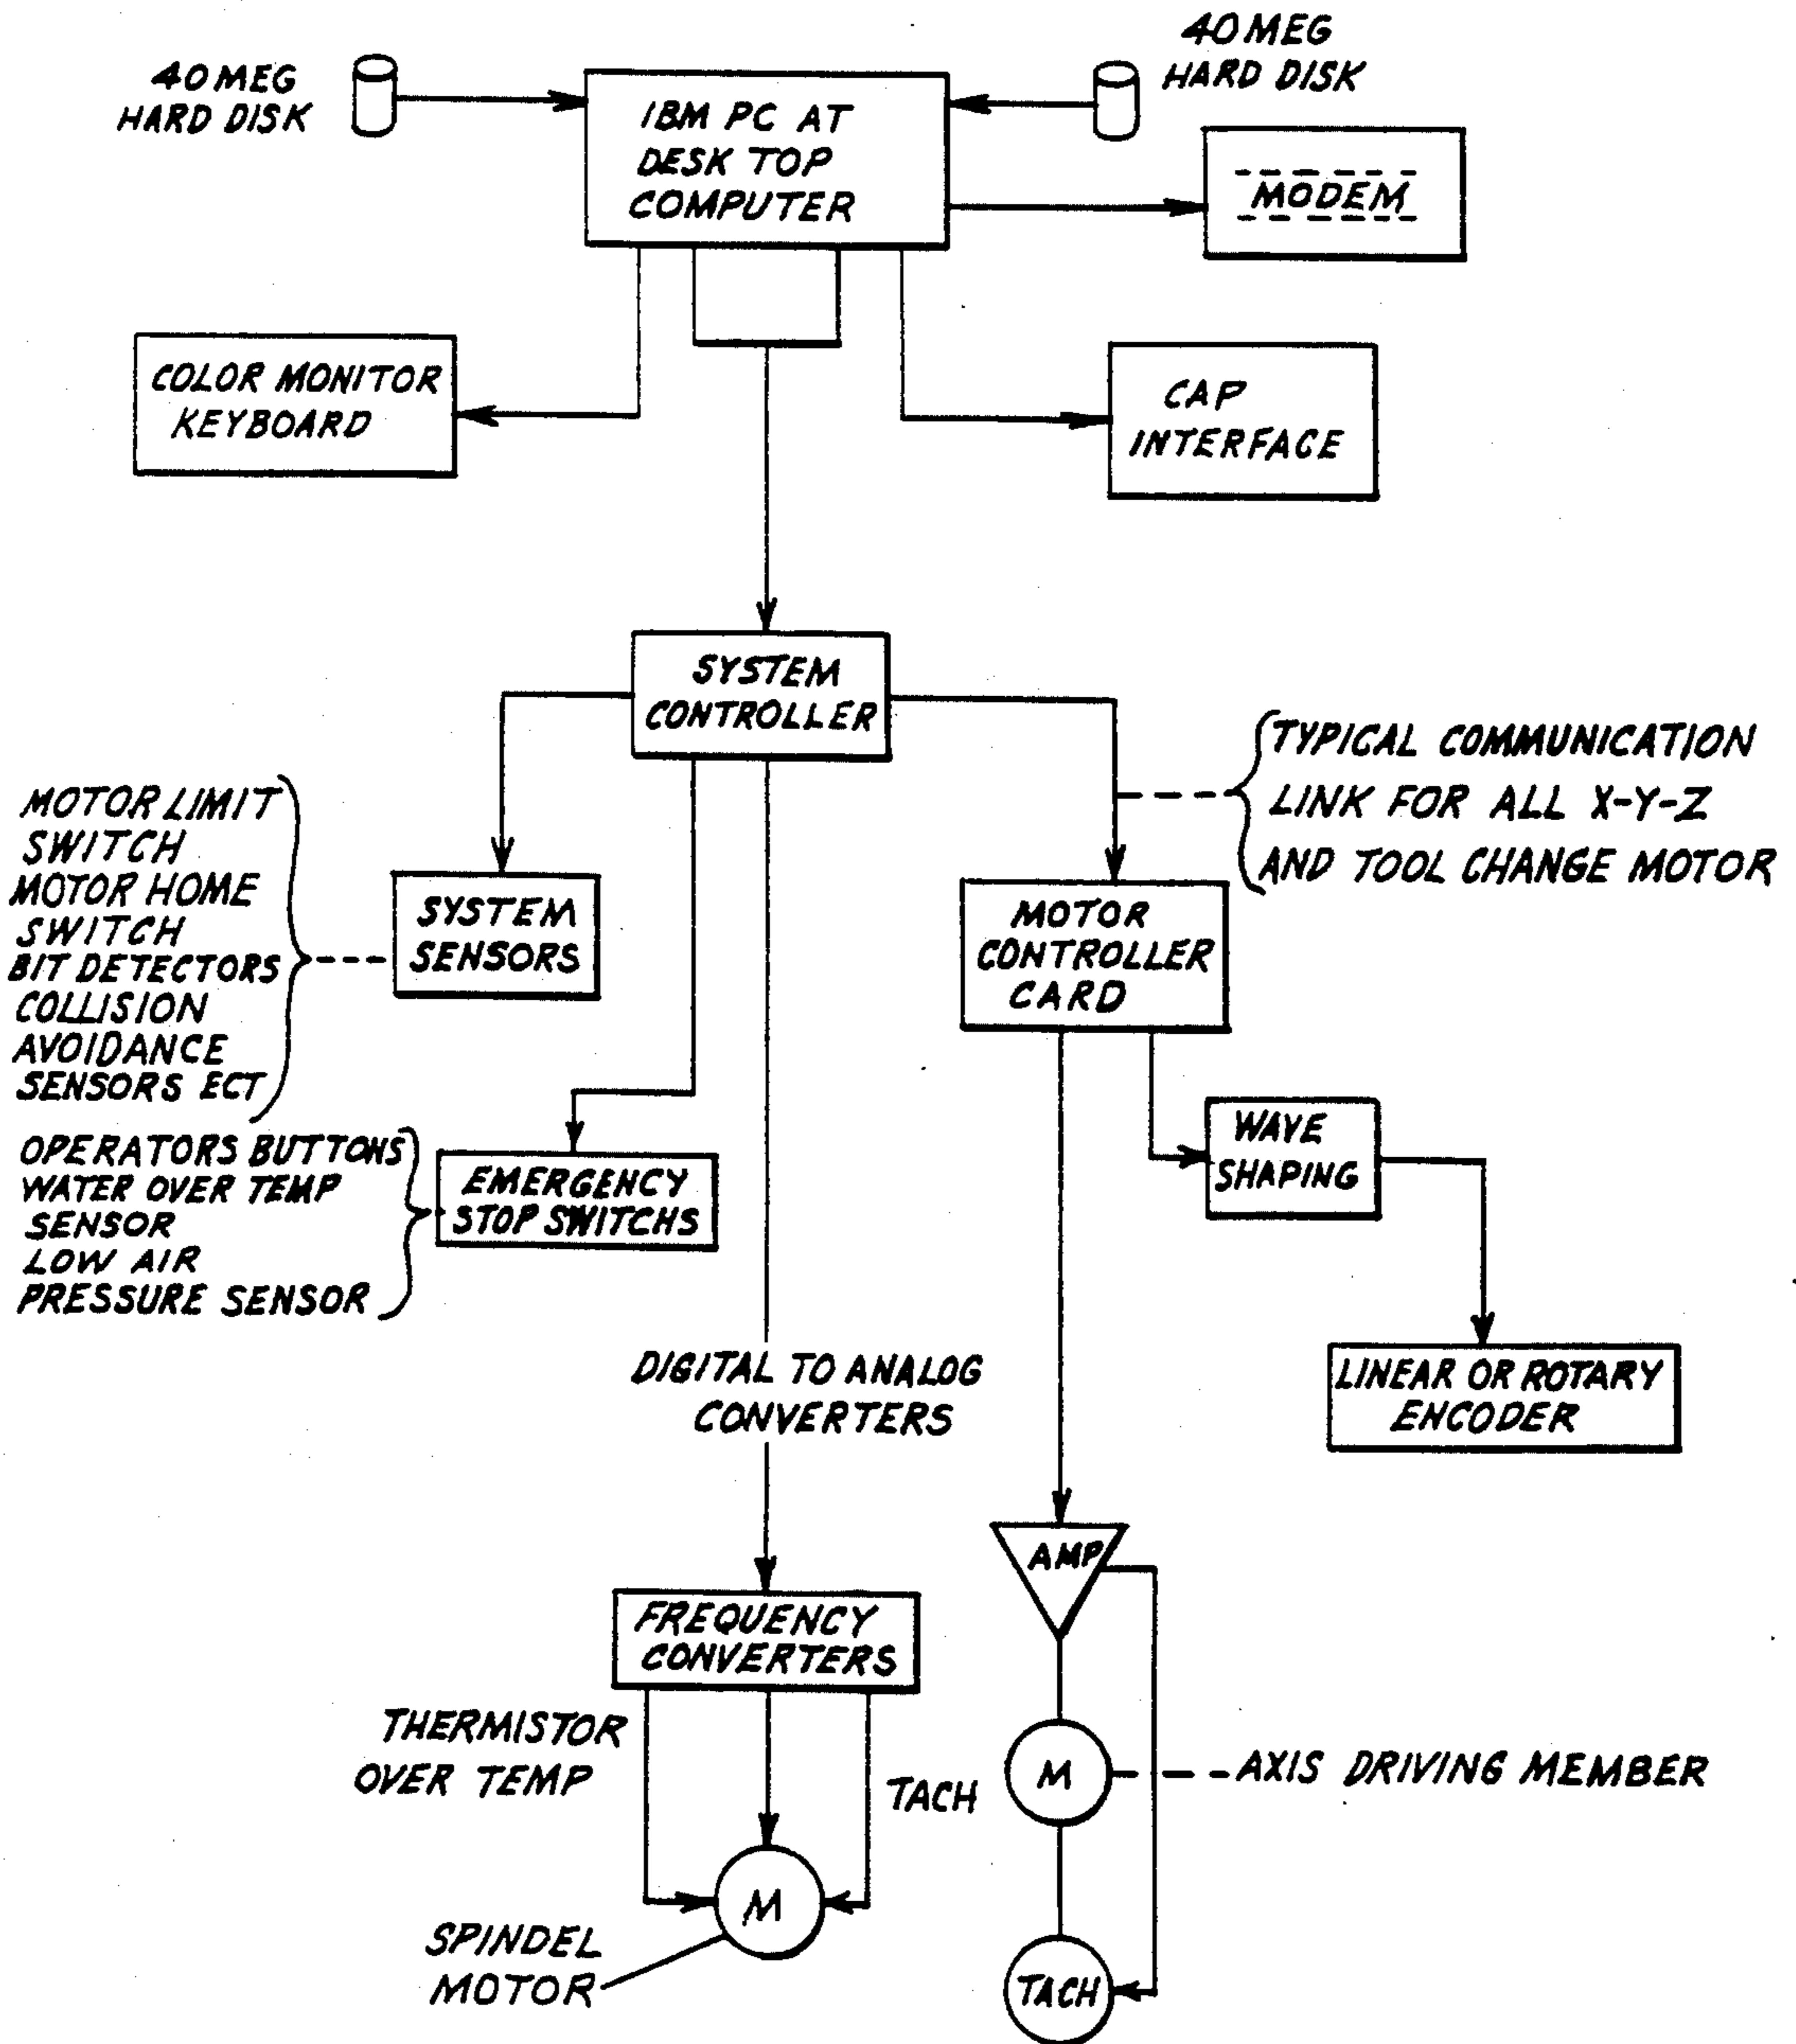 40 MEG
HARD DISK
IBM PC AT
DESK TOP
COMPUTER
40 MEG
HARD DISK
MODEM
COLOR MONITOR
KEYBOARD
CAP
INTERFACE
SYSTEM
CONTROLLER
TYPICAL COMMUNICATION
LINK FOR ALL X-Y-Z
AND TOOL CHANGE MOTOR
MOTOR LIMIT
SWITCH
MOTOR HOME
SWITCH
BIT DETECTORS
COLLISION
AVOIDANCE
SENSORS ECT
SYSTEM
SENSORS
MOTOR
CONTROLLER
CARD
OPERATORS BUTTONS
WATER OVER TEMP
SENSOR
LOW AIR
PRESSURE SENSOR
EMERGENCY
STOP SWITCHS
WAVE
SHAPING
LINEAR OR ROTARY
ENCODER
DIGITAL TO ANALOG
CONVERTERS
AMP
FREQUENCY
CONVERTERS
THERMISTOR
OVER TEMP
TACH
M
AXIS DRIVING MEMBER
M
SPINDEL
MOTOR
TACH